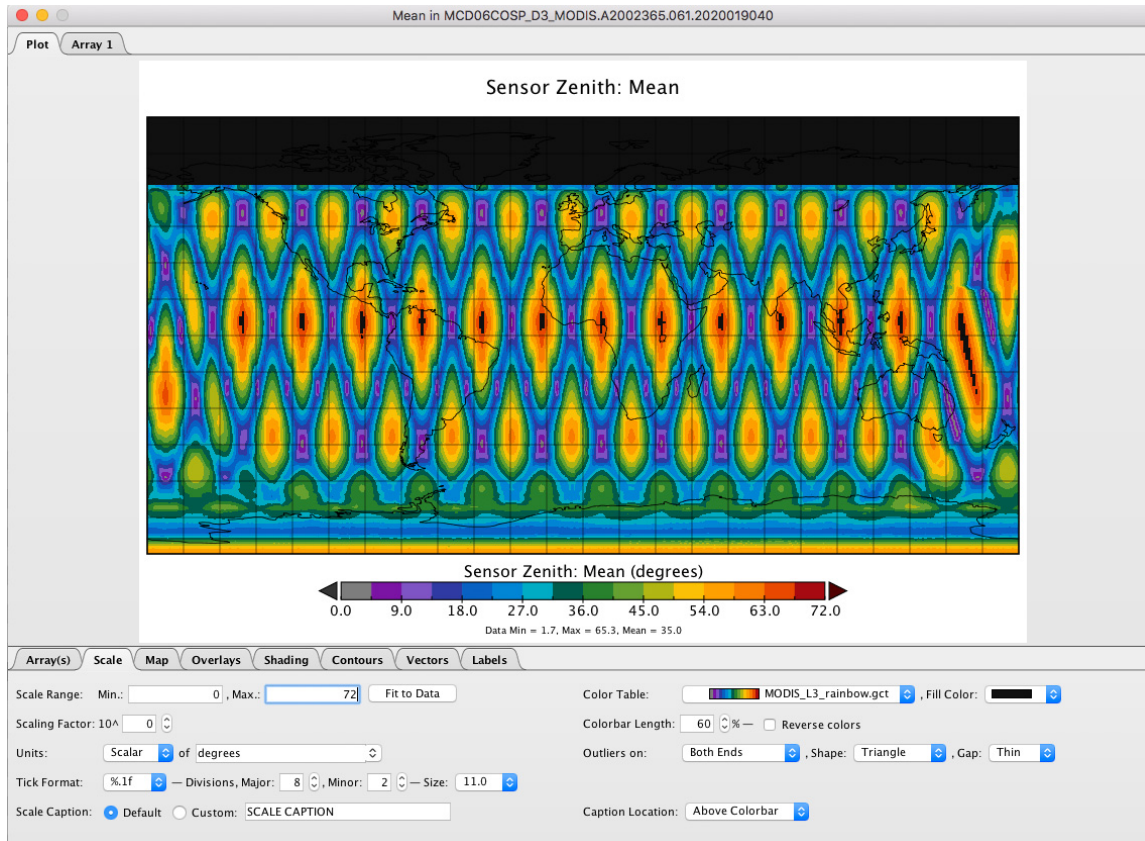 Mean in MCD06COSP_D3_MODIS.A2002365.061.2020019040
Plot Array 1
Sensor Zenith: Mean
Sensor Zenith: Mean (degrees)
0.0 9.0 18.0 27.0 36.0 45.0 54.0 63.0 72.0
Data Min = 1.7, Max = 65.3, Mean = 35.0
Array(s) Scale Map Overlays Shading Contours Vectors Labels
Scale Range: Min.: 0 , Max.: 72 Fit to Data Color Table: MODIS_L3_rainbow.gct , Fill Color:
Scaling Factor: 10^ 0 Colorbar Length: 60 % — Reverse colors
Units: Scalar of degrees Outliers on: Both Ends , Shape: Triangle , Gap: Thin
Tick Format: %.1f — Divisions, Major: 8 , Minor: 2 — Size: 11.0
Scale Caption: Default Custom: SCALE CAPTION Caption Location: Above Colorbar